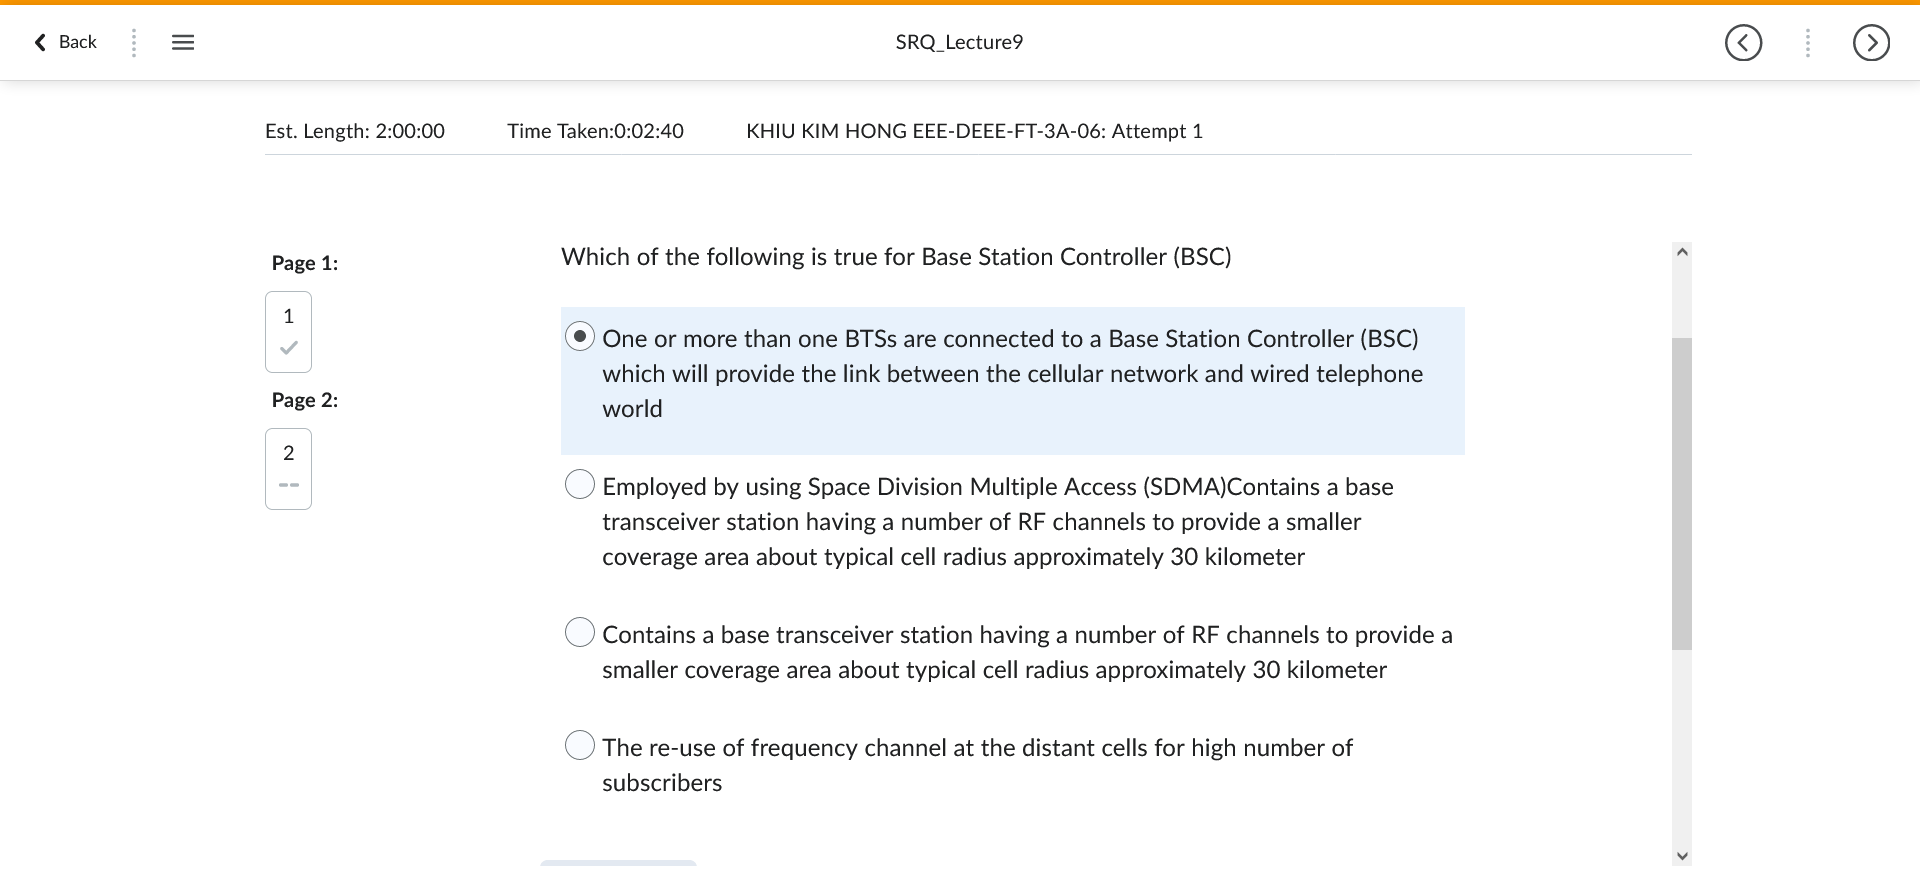 Back
SRQ_Lecture9
Est. Length: 2:00:00 Time Taken:0:02:40 KHIU KIM HONG EEE-DEEE-FT-3A-06: Attempt 1
Page 1:
1
Page 2:
2
--
Which of the following is true for Base Station Controller (BSC)
One or more than one BTSs are connected to a Base Station Controller (BSC)
which will provide the link between the cellular network and wired telephone
world
Employed by using Space Division Multiple Access (SDMA)Contains a base
transceiver station having a number of RF channels to provide a smaller
coverage area about typical cell radius approximately 30 kilometer
Contains a base transceiver station having a number of RF channels to provide a
smaller coverage area about typical cell radius approximately 30 kilometer
The re-use of frequency channel at the distant cells for high number of
subscribers